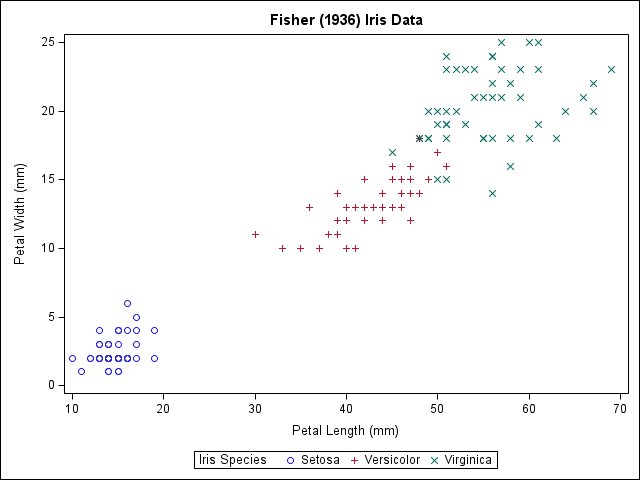 Fisher (1936) Iris Data
25
20
15
10
5
0
Petal Width (mm)
10 20 30 40 50 60 70
Petal Length (mm)
Iris Species Setosa Versicolor Virginica